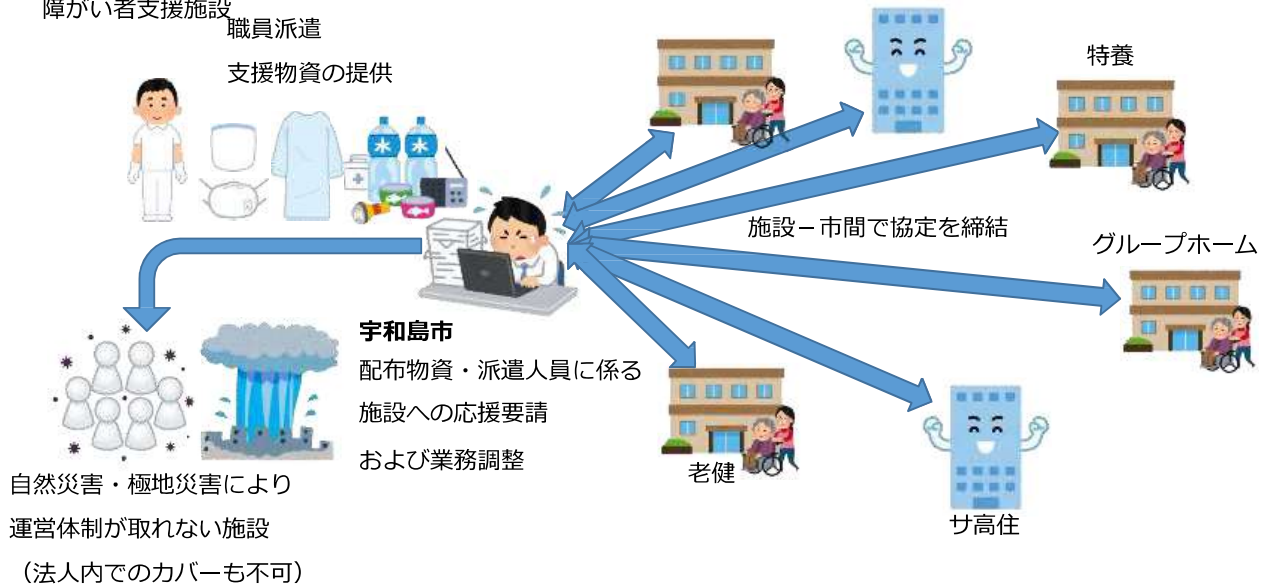 障がい者支援施設
職員派遣
支援物資の提供
水 水
特養
施設－市間で協定を締結
グループホーム
宇和島市
配布物資・派遣人員に係る
施設への応援要請
および業務調整
老健
サ高住
自然災害・極地災害により
運営体制が取れない施設
（法人内でのカバーも不可）